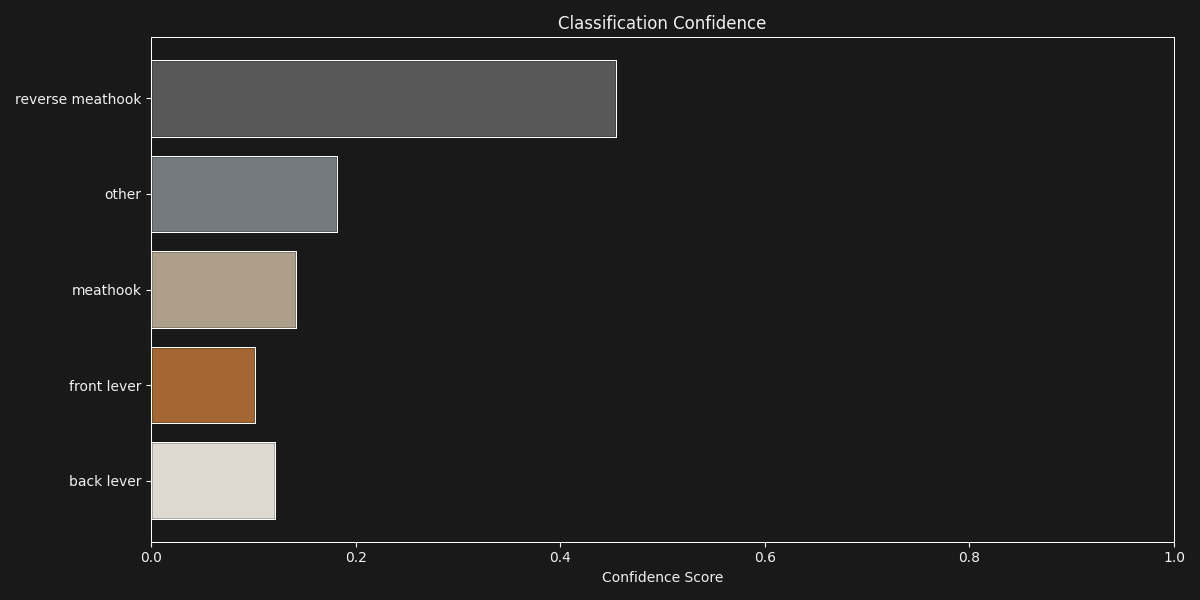 Classification Confidence
reverse meathook
other
meathook
front lever
back lever
0.0 0.2 0.4 0.6 0.8 1.0
Confidence Score